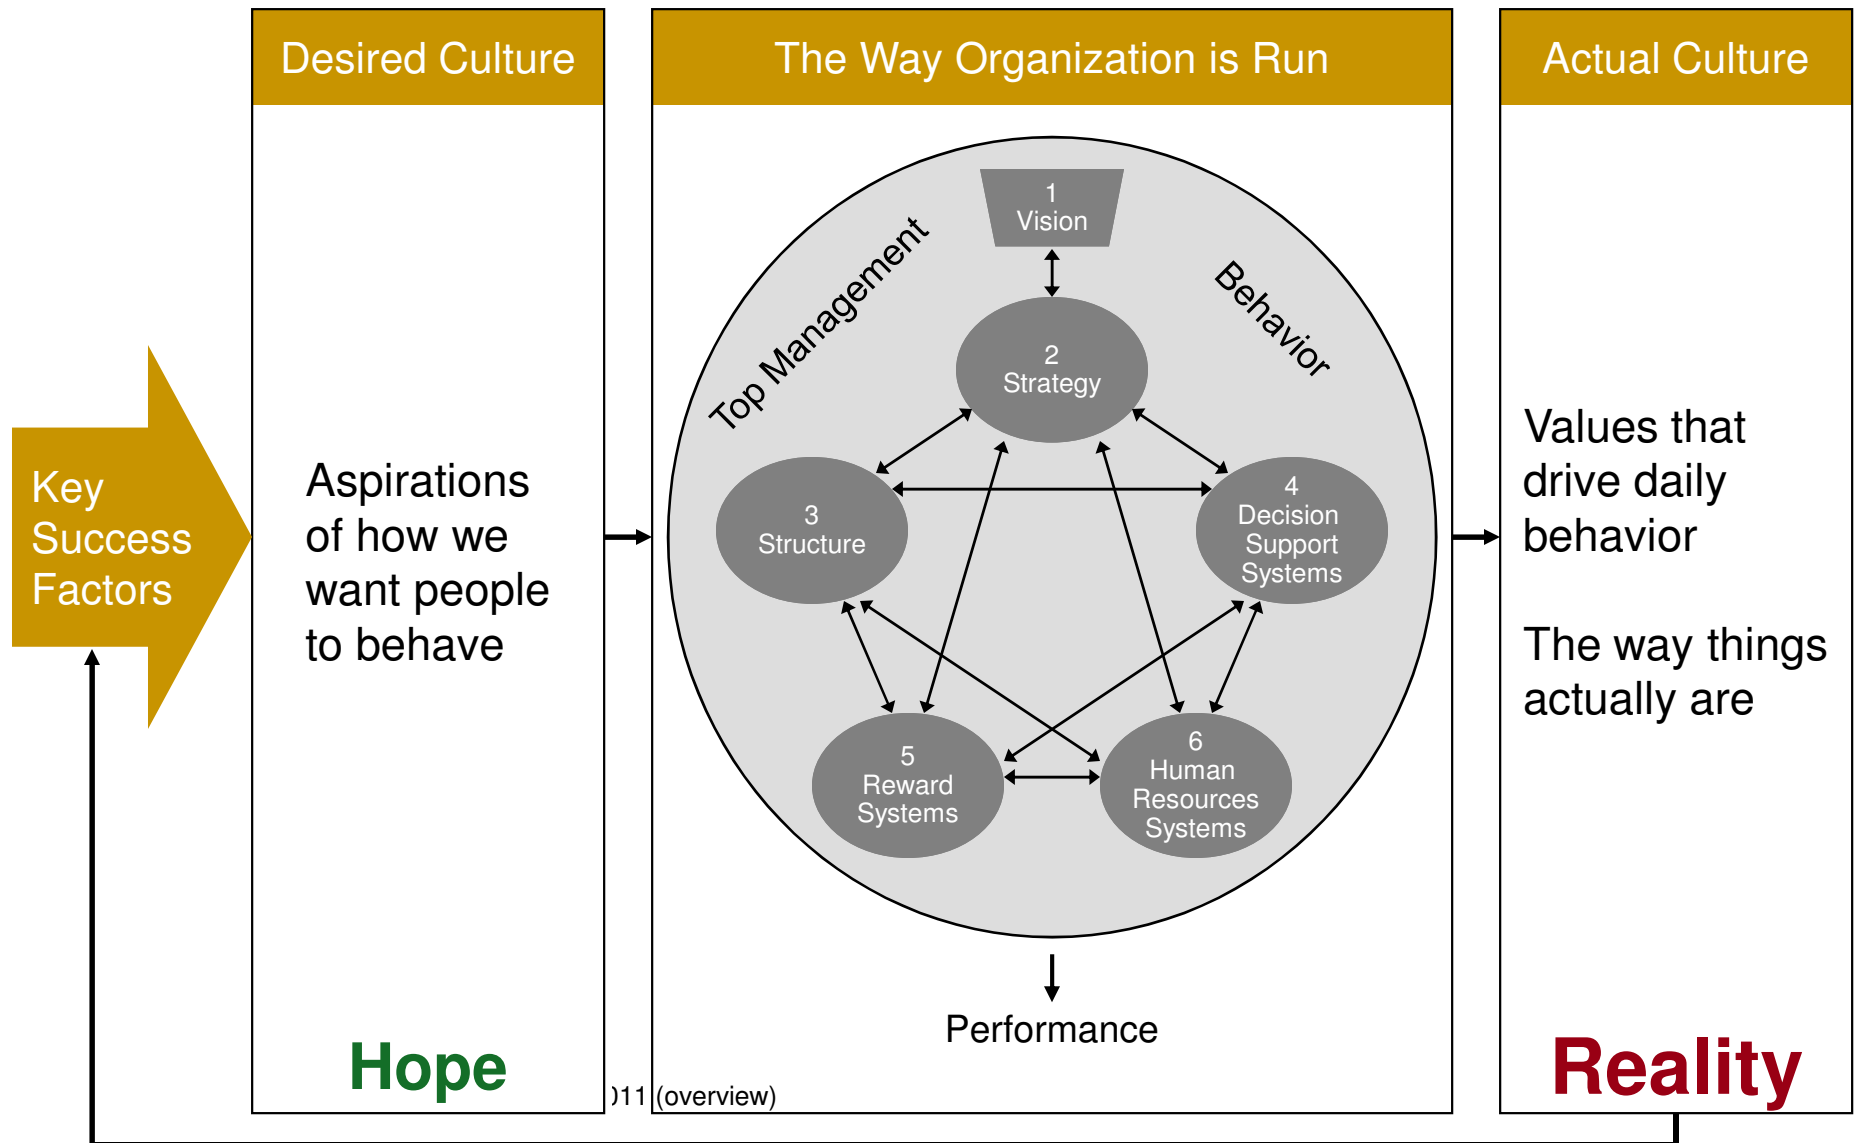 Desired Culture
The Way Organization is Run
Actual Culture
Key
Success
Factors
Aspirations
of how we
want people
to behave
Hope
Top Management
Behavior
1
Vision
2
Strategy
3
Structure
4
Decision
Support
Systems
5
Reward
Systems
6
Human
Resources
Systems
Performance
011 (overview)
Values that
drive daily
behavior
The way things
actually are
Reality